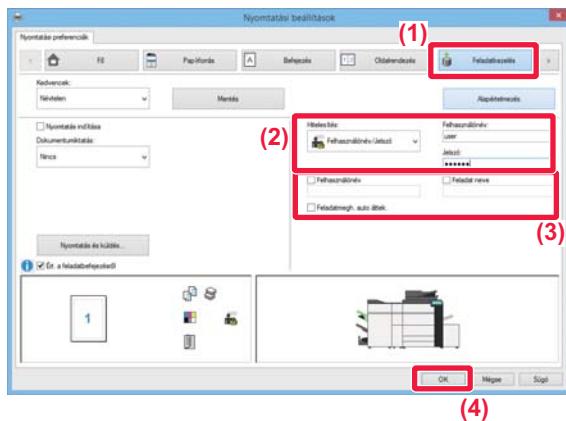 Nyomtatási beállítások
Nyomtatás preferenciák
(1)
Fő
Papírforrás
Befejezés
Oldalrendezés
Feladatkezelés
Kedvencek:
Névtelen
Mentés
Alapértelmezés
(2)
Nyomtatás indítása
Dokumentumiktatás:
Nincs
Hitelesítés:
Felhasználónév/Jelszó
Felhasználónév:
user
Jelszó:
••••••
Felhasználónév
Feladat neve
Feladatmegh. auto áttek.
(3)
Nyomtatás és küldés...
Ért. a feladatbefejezésről
1
OK
Mégse
Súgó
(4)